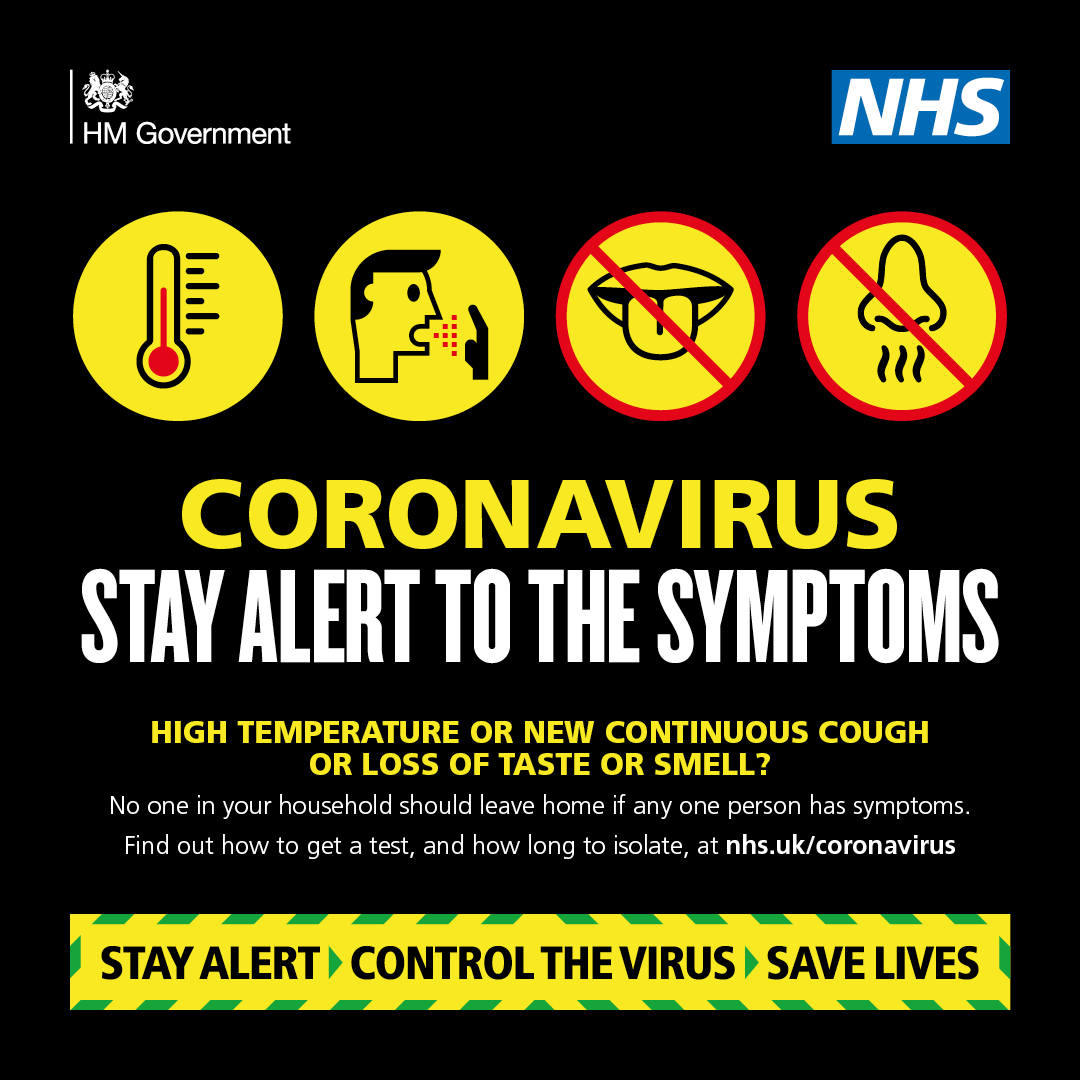 HM Government
NHS
CORONAVIRUS
STAY ALERT TO THE SYMPTOMS
HIGH TEMPERATURE OR NEW CONTINUOUS COUGH
OR LOSS OF TASTE OR SMELL?
No one in your household should leave home if any one person has symptoms.
Find out how to get a test, and how long to isolate, at nhs.uk/coronavirus
STAY ALERT CONTROL THE VIRUS SAVE LIVES